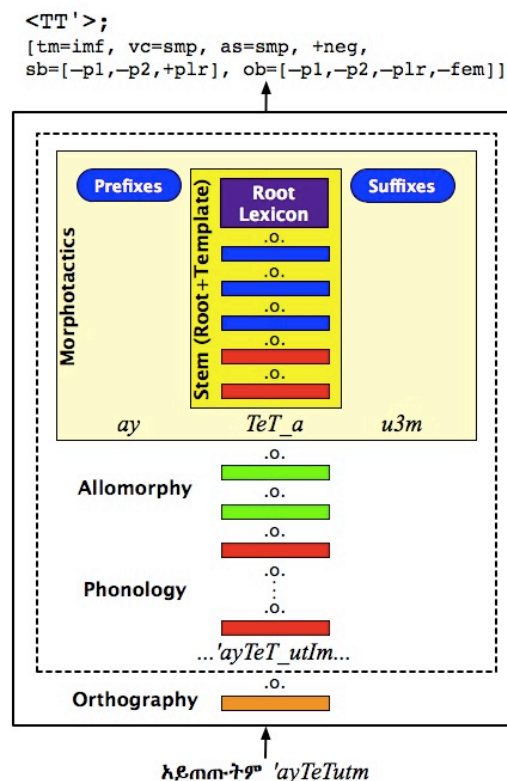 <TT'>;
[tm=imf, vc=smp, as=smp, +neg,
sb=[–p1,–p2,+plr], ob=[–p1,–p2,–plr,–fem]]
Prefixes
Root
Lexicon
Suffixes
Morphotactics
Stem (Root+Template)
.o.
.o.
.o.
.o.
.o.
ay TeT_a u3m
.o.
Allomorphy
.o.
.o.
Phonology
.o.
.o.
...'ayTeT_utIm...
.o.
Orthography
አይጠጡትም 'ayTeTutm